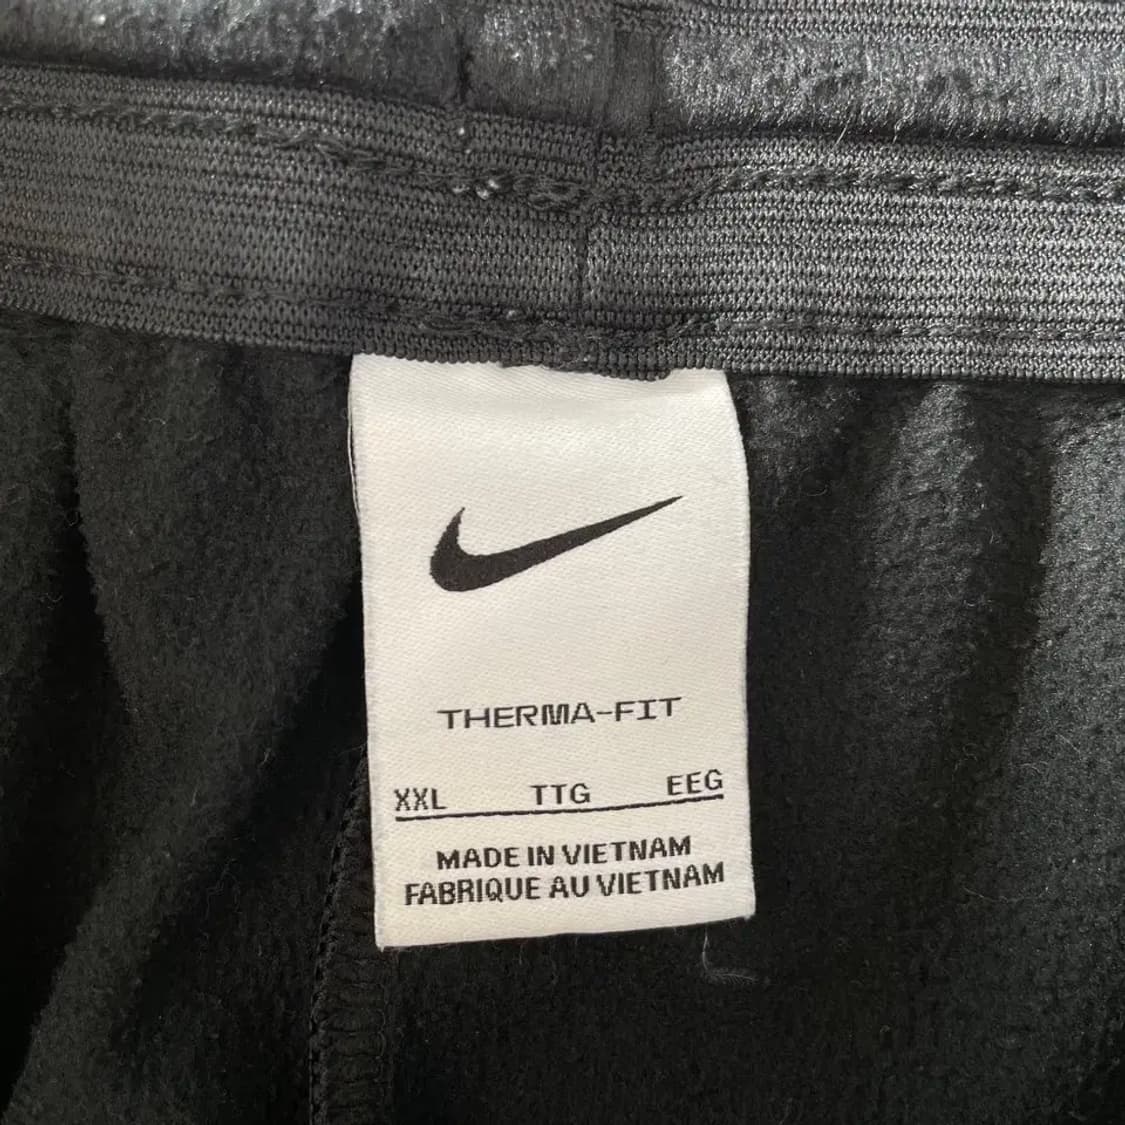 THERMA-FIT
XXL TTG EEG
MADE IN VIETNAM
FABRIQUE AU VIETNAM